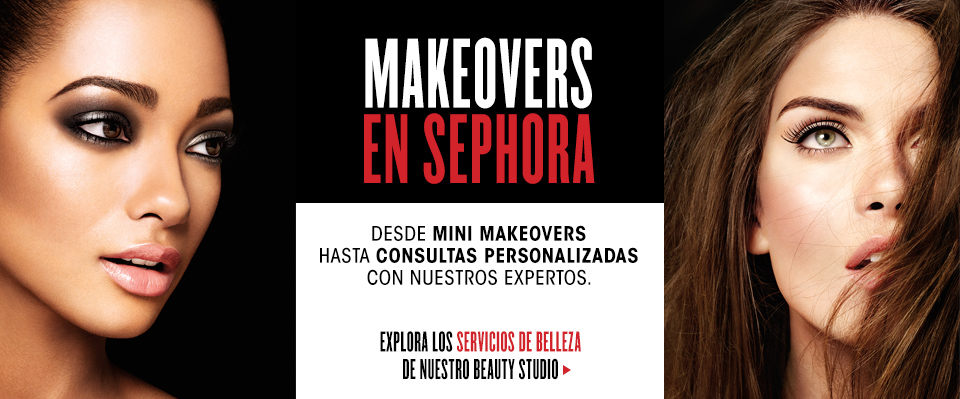 MAKEOVERS
EN SEPHORA
DESDE MINI MAKEOVERS
HASTA CONSULTAS PERSONALIZADAS
CON NUESTROS EXPERTOS.
EXPLORA LOS SERVICIOS DE BELLEZA
DE NUESTRO BEAUTY STUDIO